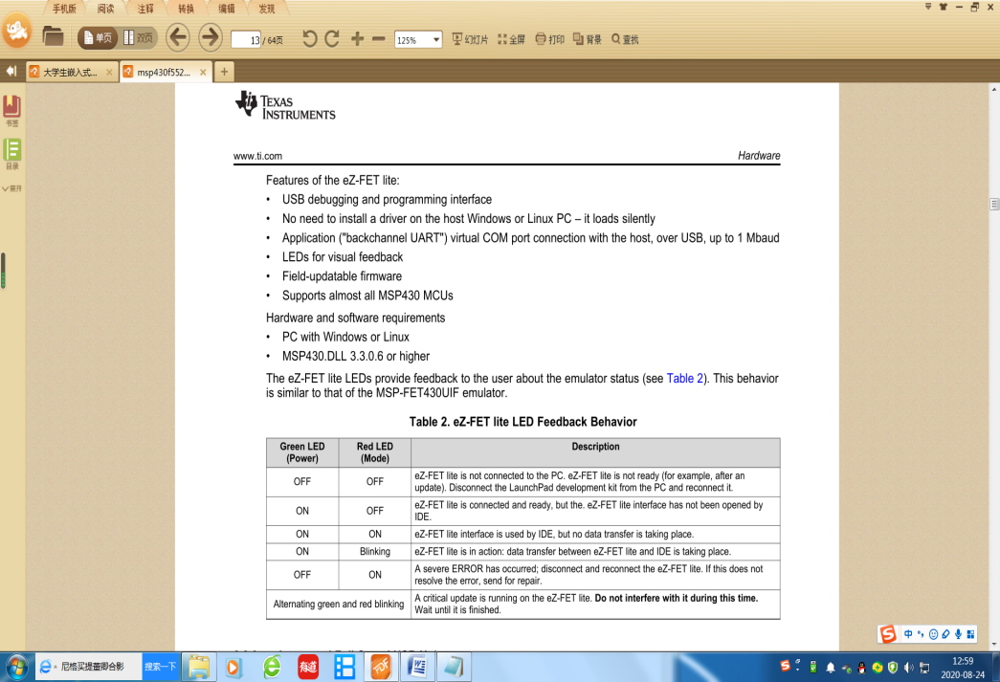 手机版 阅读 注释 转换 编辑 发现
单页 双页 13 / 64页 125% 幻灯片 全屏 打印 背景 查找
大学生嵌入式... × msp430f552... × +
书签
目录
展开
TEXAS
INSTRUMENTS
www.ti.com Hardware
Features of the eZ-FET lite:
• USB debugging and programming interface
• No need to install a driver on the host Windows or Linux PC – it loads silently
• Application ("backchannel UART") virtual COM port connection with the host, over USB, up to 1 Mbaud
• LEDs for visual feedback
• Field-updatable firmware
• Supports almost all MSP430 MCUs
Hardware and software requirements
• PC with Windows or Linux
• MSP430.DLL 3.3.0.6 or higher
The eZ-FET lite LEDs provide feedback to the user about the emulator status (see Table 2). This behavior
is similar to that of the MSP-FET430UIF emulator.
Table 2. eZ-FET lite LED Feedback Behavior
Green LED
(Power)
Red LED
(Mode)
Description
OFF
OFF
eZ-FET lite is not connected to the PC. eZ-FET lite is not ready (for example, after an
update). Disconnect the LaunchPad development kit from the PC and reconnect it.
ON
OFF
eZ-FET lite is connected and ready, but the. eZ-FET lite interface has not been opened by
IDE.
ON ON eZ-FET lite interface is used by IDE, but no data transfer is taking place.
ON Blinking eZ-FET lite is in action: data transfer between eZ-FET lite and IDE is taking place.
OFF
ON
A severe ERROR has occurred; disconnect and reconnect the eZ-FET lite. If this does not
resolve the error, send for repair.
Alternating green and red blinking
A critical update is running on the eZ-FET lite. Do not interfere with it during this time.
Wait until it is finished.
中
尼格买提董卿合影 搜索一下 有道 PDF
12:59
2020-08-24